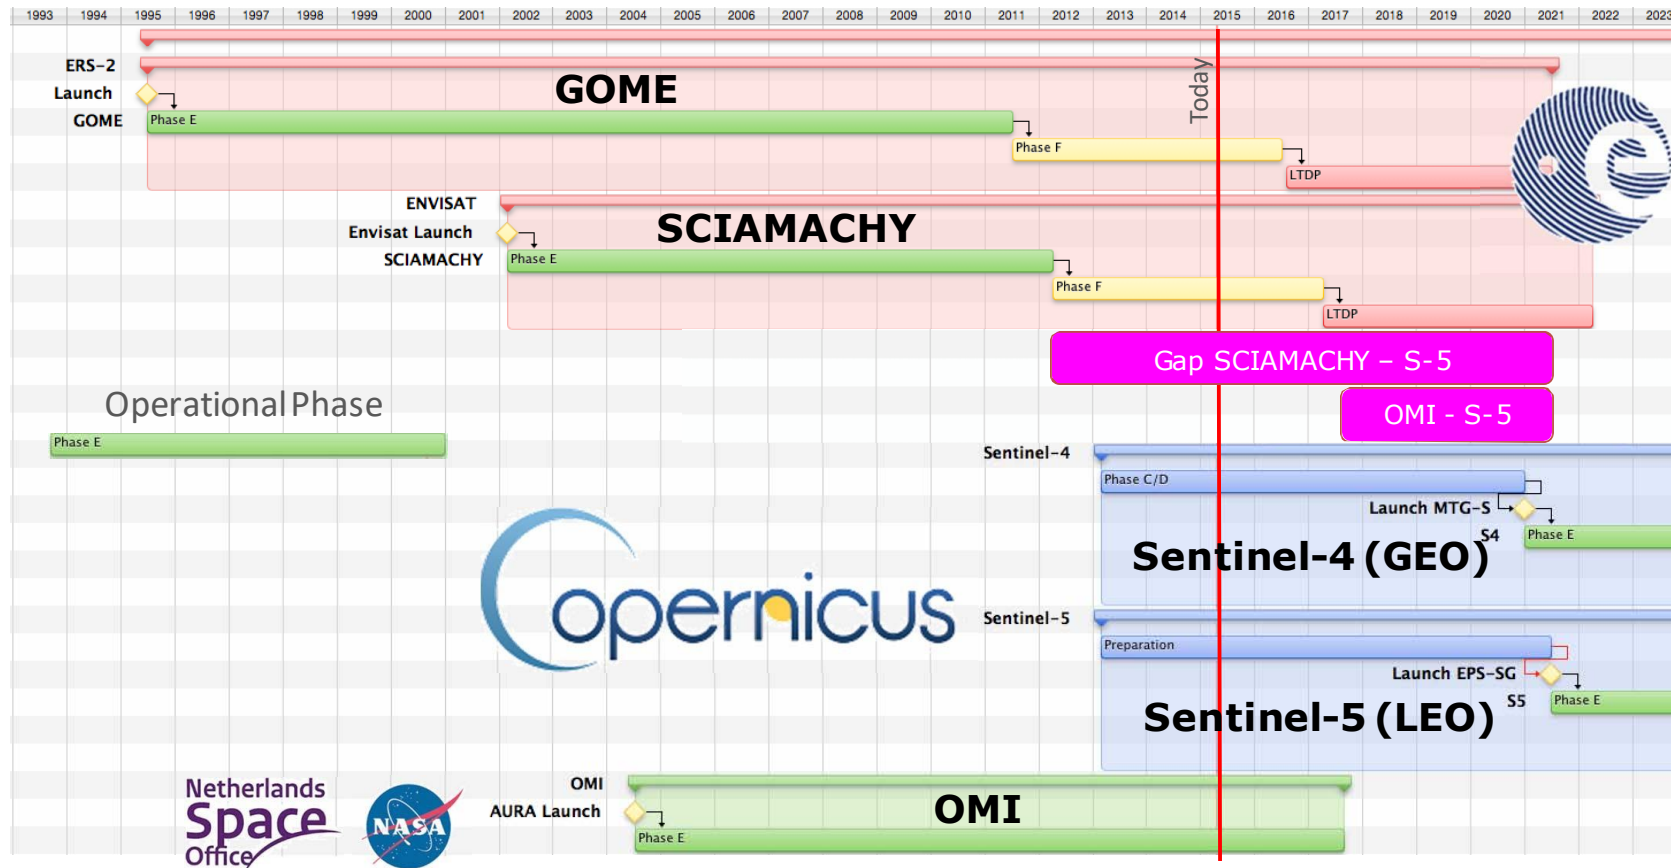 1993 1994 1995 1996 1997 1998 1999 2000 2001 2002 2003 2004 2005 2006 2007 2008 2009 2010 2011 2012 2013 2014 2015 2016 2017 2018 2019 2020 2021 2022 2023
Today
ERS-2
GOME
Launch
GOME
Phase E
Phase F
LTDP
ENVISAT
SCIAMACHY
Envisat Launch
SCIAMACHY
Phase E
Phase F
LTDP
Gap SCIAMACHY – S-5
OMI - S-5
Operational Phase
Phase E
Sentinel-4
Phase C/D
Launch MTG-S
S4
Phase E
Sentinel-4 (GEO)
Copernicus
Sentinel-5
Preparation
Launch EPS-SG
S5
Phase E
Sentinel-5 (LEO)
Netherlands
Space
Office
NASA
OMI
AURA Launch
OMI
Phase E